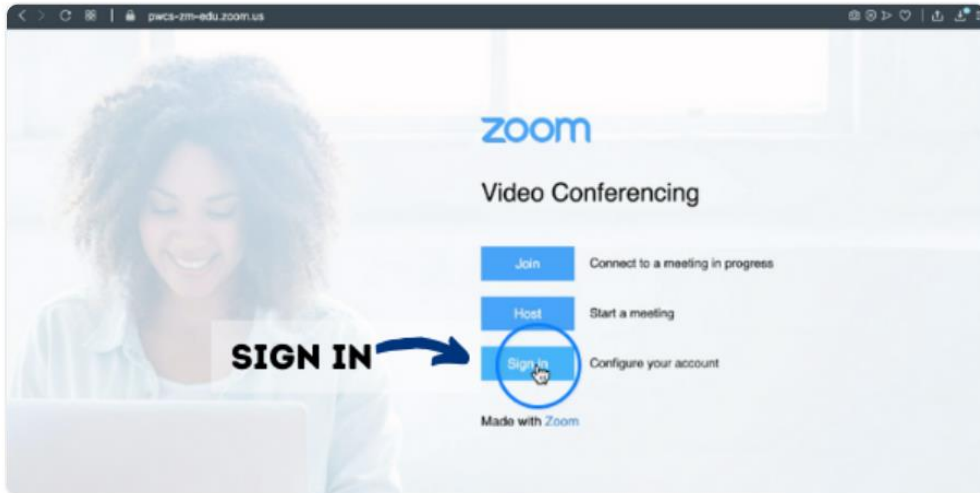 pwcs-zm-edu.zoom.us
zoom
Video Conferencing
Join Connect to a meeting in progress
Host Start a meeting
SIGN IN Sign In Configure your account
Made with Zoom